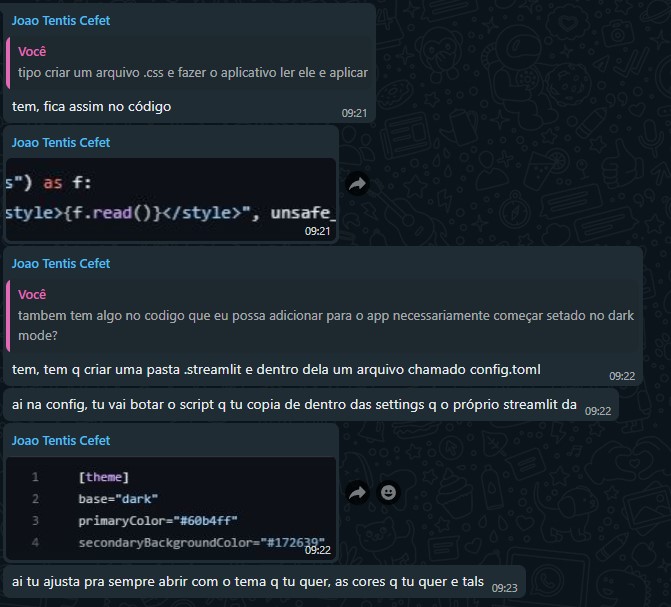 Joao Tentis Cefet
Você
tipo criar um arquivo .css e fazer o aplicativo ler ele e aplicar
tem, fica assim no código
09:21
Joao Tentis Cefet
s") as f:
style>{f.read()}</style>", unsafe_
09:21
Joao Tentis Cefet
Você
tambem tem algo no codigo que eu possa adicionar para o app necessariamente começar setado no dark
mode?
tem, tem q criar uma pasta .streamlit e dentro dela um arquivo chamado config.toml
09:22
ai na config, tu vai botar o script q tu copia de dentro das settings q o próprio streamlit da
09:22
Joao Tentis Cefet
1 [theme]
2 base="dark"
3 primaryColor="#60b4ff"
4 secondaryBackgroundColor="#172639"
09:22
ai tu ajusta pra sempre abrir com o tema q tu quer, as cores q tu quer e tals
09:23